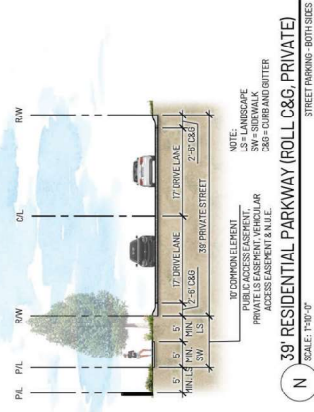 P/L
P/L
R/W
C/L
R/W
5'
MIN. LS
5'
MIN.
SW
5'
MIN.
LS
17' DRIVE LANE
17' DRIVE LANE
2'-6" C&G
2'-6" C&G
39' PRIVATE STREET
10' COMMON ELEMENT
PUBLIC ACCESS EASEMENT,
PRIVATE LS EASEMENT, VEHICULAR
ACCESS EASEMENT & N.U.E.
NOTE:
LS = LANDSCAPE
SW = SIDEWALK
C&G = CURB AND GUTTER
N
39' RESIDENTIAL PARKWAY (ROLL C&G, PRIVATE)
SCALE: 1"=10'-0"
STREET PARKING - BOTH SIDES